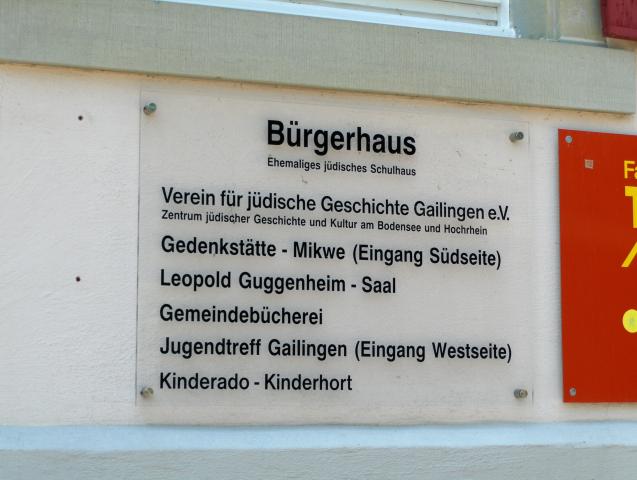 Bürgerhaus
Ehemaliges jüdisches Schulhaus
Verein für jüdische Geschichte Gailingen e.V.
Zentrum jüdischer Geschichte und Kultur am Bodensee und Hochrhein
Gedenkstätte - Mikwe (Eingang Südseite)
Leopold Guggenheim - Saal
Gemeindebücherei
Jugendtreff Gailingen (Eingang Westseite)
Kinderado - Kinderhort